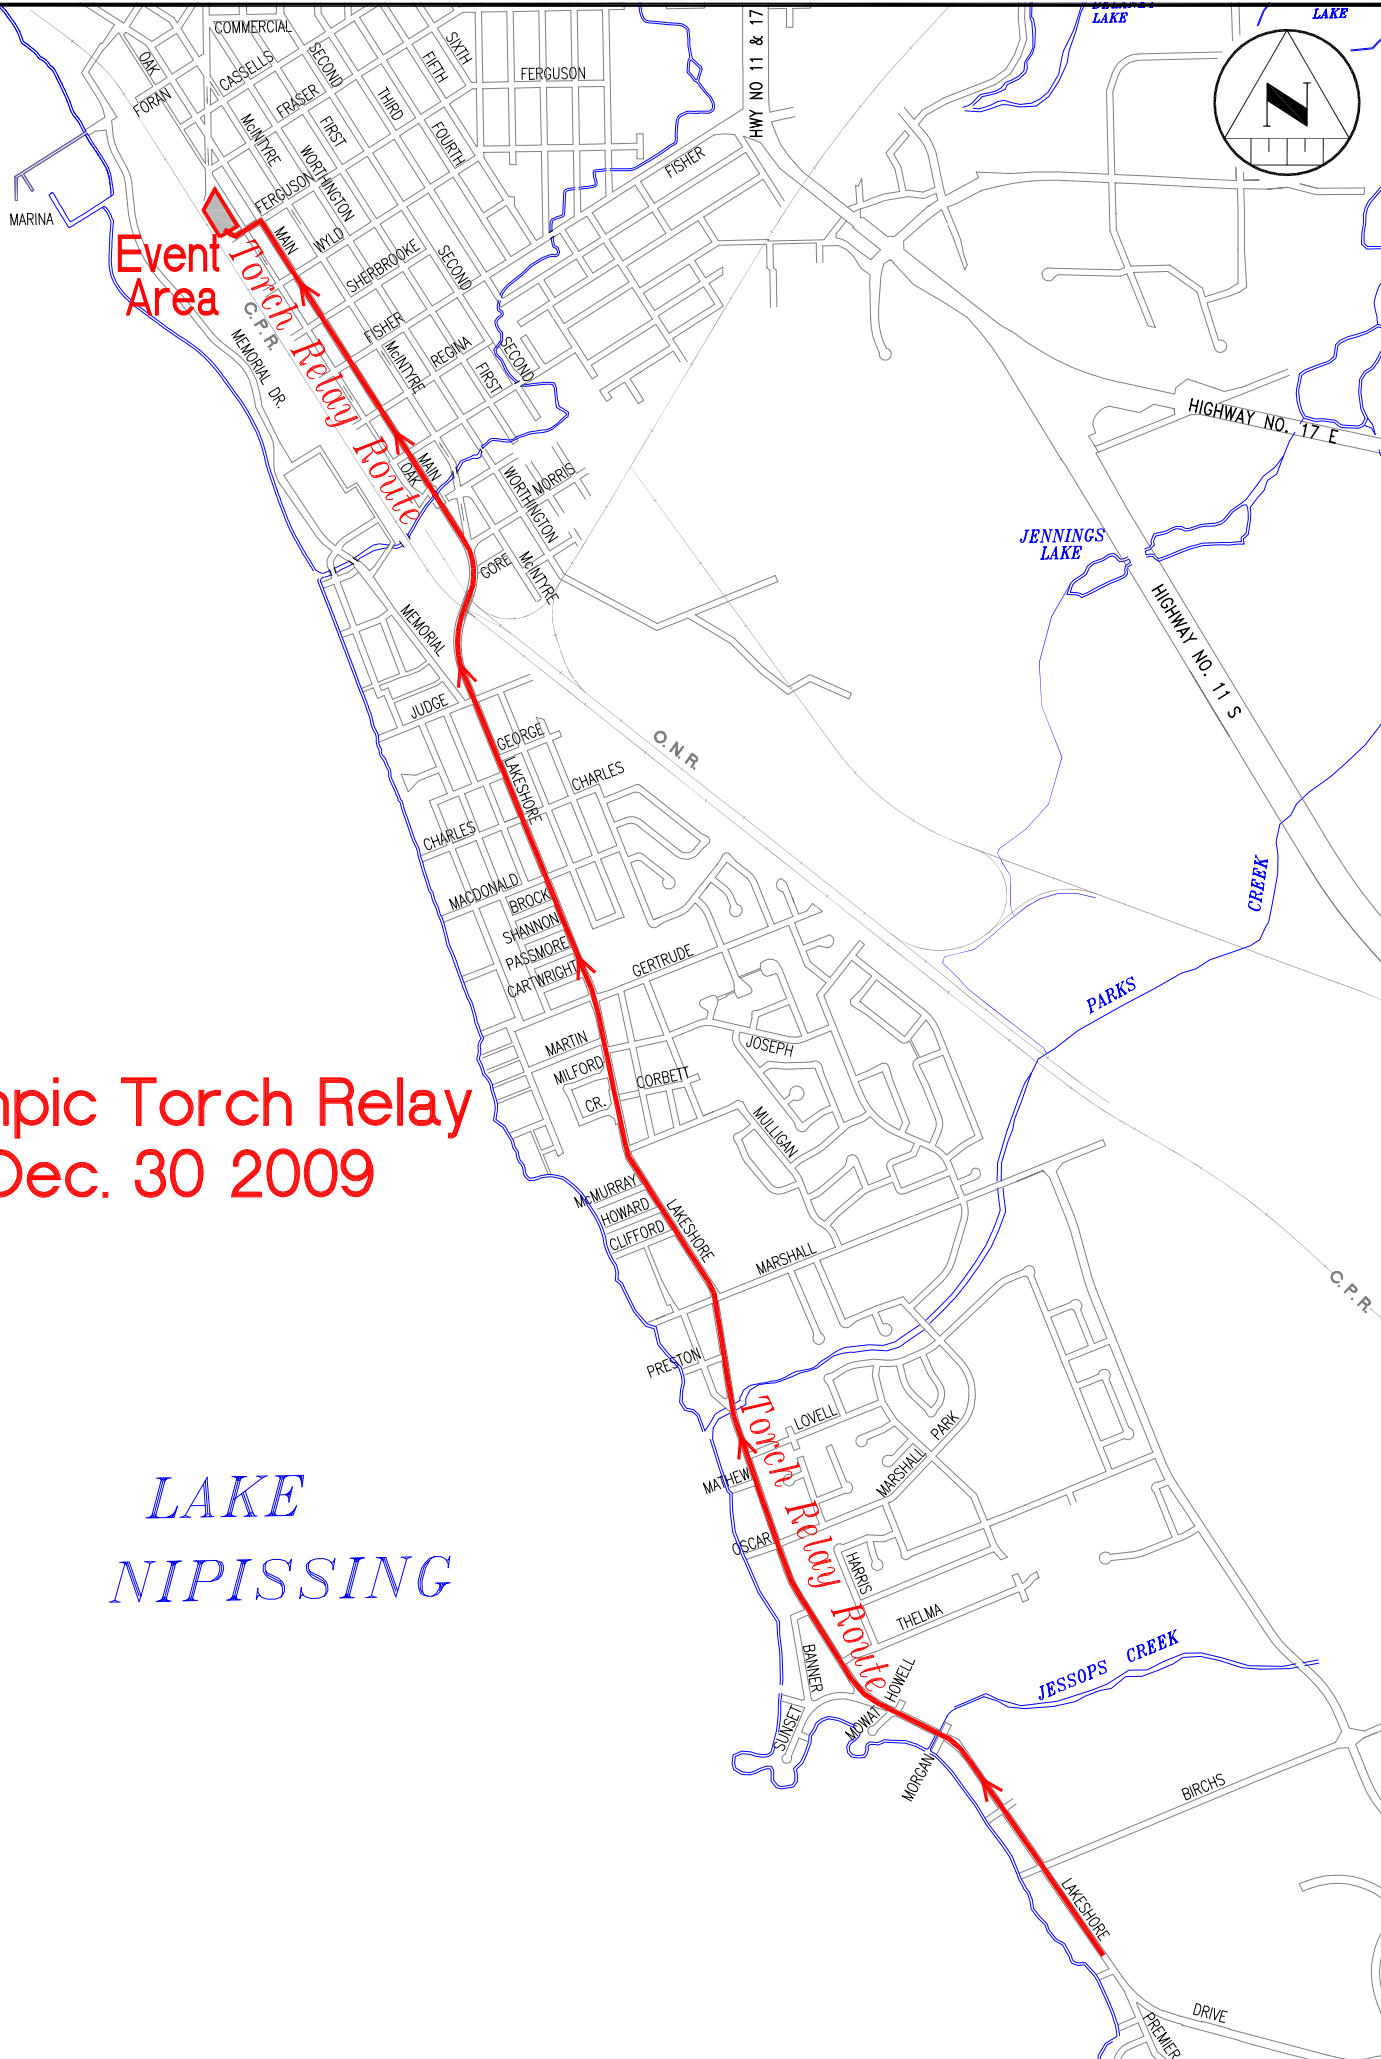 COMMERCIAL
LAKE
LAKE
OAK
CASSELLS
SECOND
SIXTH
FIFTH
FERGUSON
HWY NO 11 & 17
FORAN
FRASER
THIRD
N
McINTYRE
FIRST
FOURTH
WORTHINGTON
FISHER
MARINA
FERGUSON
MAIN
WYLD
SHERBROOKE
SECOND
Event
Area
Torch Relay Route
C.P.R.
MEMORIAL DR.
FISHER
McINTYRE
REGINA
FIRST
SECOND
HIGHWAY NO. 17 E
OAK
MAIN
WORTHINGTON
MORRIS
JENNINGS
LAKE
GORE
McINTYRE
HIGHWAY NO. 11 S
MEMORIAL
JUDGE
GEORGE
O.N.R.
LAKESHORE
CHARLES
CHARLES
MACDONALD
BROCK
SHANNON
PASSMORE
CARTWRIGHT
GERTRUDE
CREEK
PARKS
MARTIN
JOSEPH
MILFORD
CR.
CORBETT
MULLIGAN
Torch Relay
Dec. 30 2009
McMURRAY
HOWARD
CLIFFORD
LAKESHORE
MARSHALL
C.P.R.
PRESTON
Torch Relay Route
LOVELL
PARK
MARSHALL
MATHEW
OSCAR
HARRIS
THELMA
LAKE
NIPISSING
BANNER
HOWELL
JESSOPS CREEK
SUNSET
MOWAT
MORGAN
BIRCHS
LAKESHORE
DRIVE
PREMIER